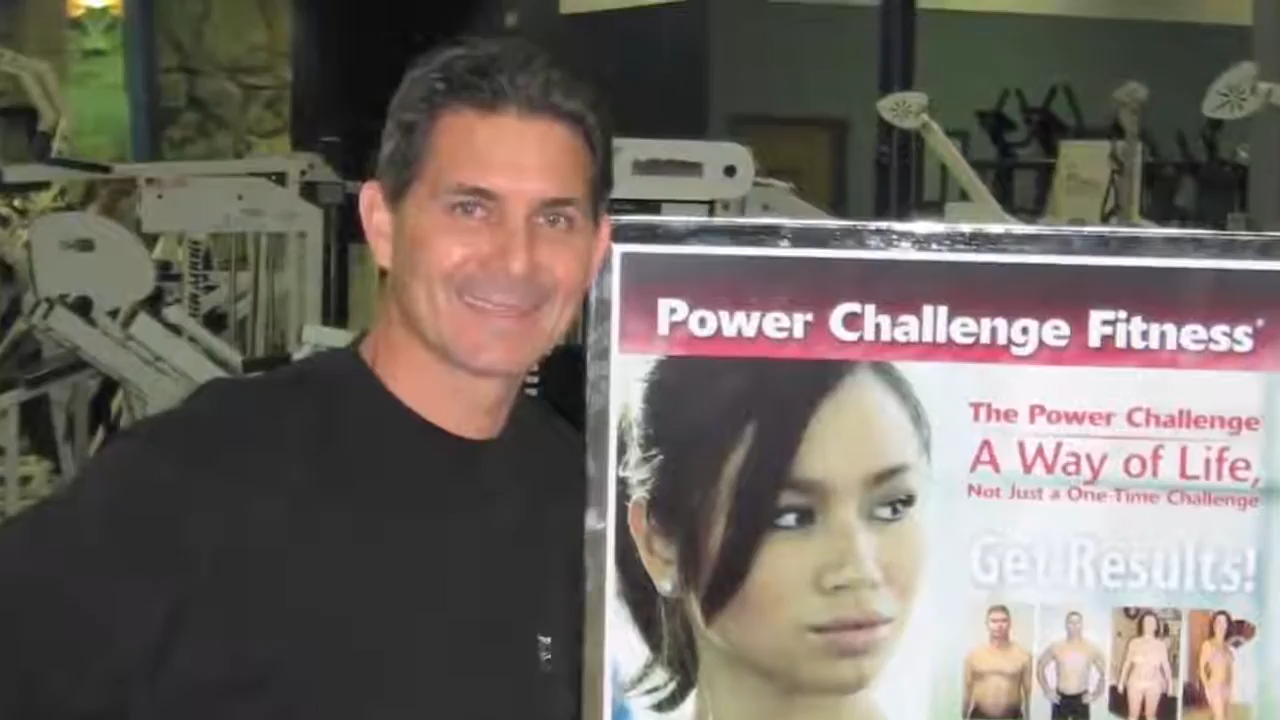 Power Challenge Fitness
The Power Challenge
A Way of Life,
Not Just a One-Time Challenge
Get Results!